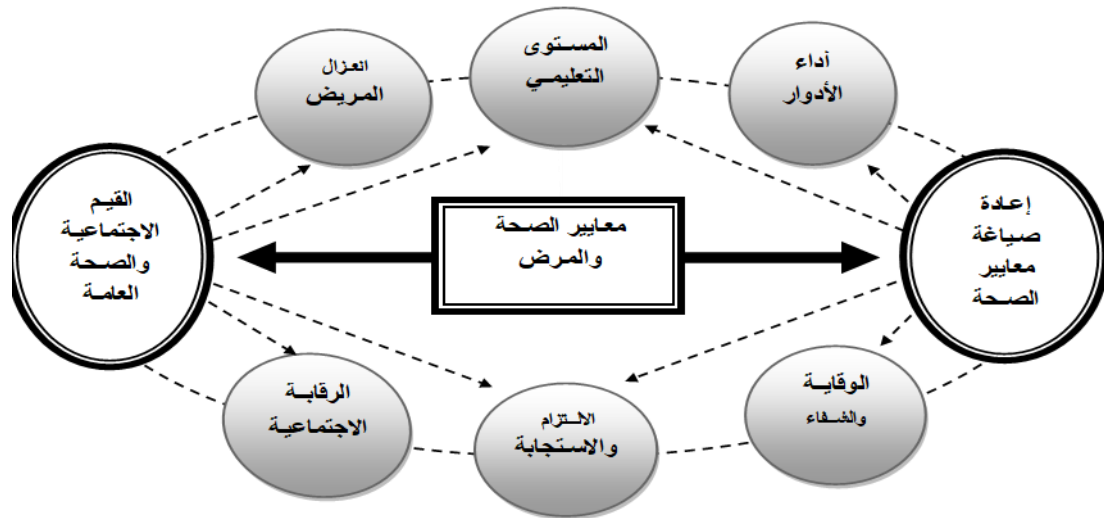 أداء
الأدوار
المستوى
التعليمي
انعزال
المريض
إعادة
صياغة
معايير
الصحة
معايير الصحة
والمرض
القيم
الاجتماعية
والصحة
العامة
الوقاية
والشفاء
الالتزام
والاستجابة
الرقابة
الاجتماعية